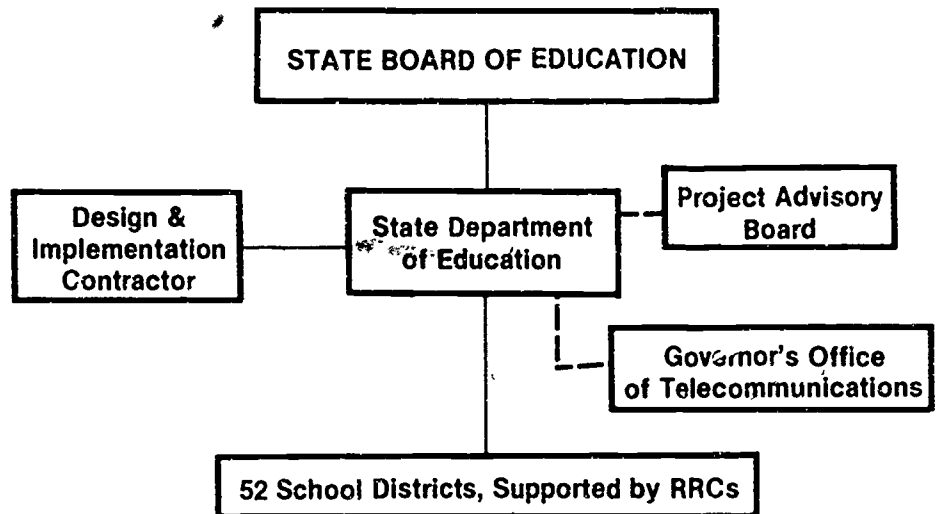 STATE BOARD OF EDUCATION
Design &
Implementation
Contractor
State Department
of Education
Project Advisory
Board
Governor's Office
of Telecommunications
52 School Districts, Supported by RRCs